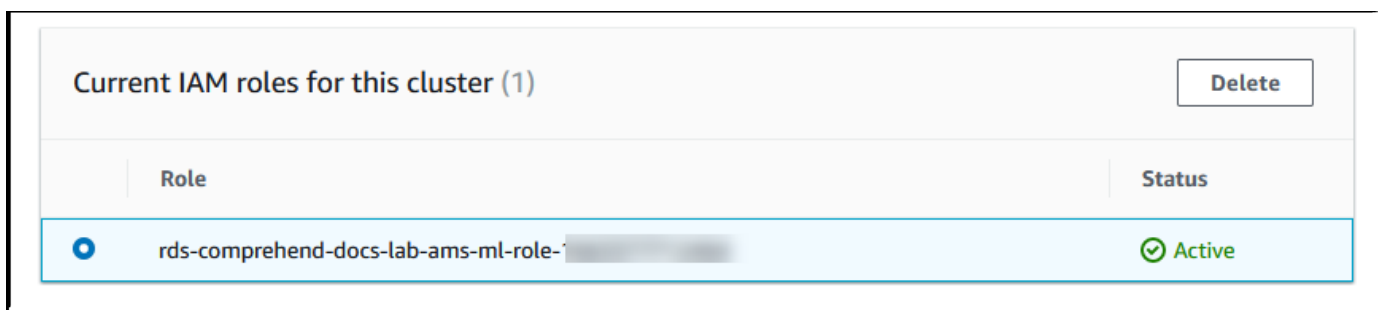 Current IAM roles for this cluster (1)
Delete
Role
Status
rds-comprehend-docs-lab-ams-ml-role-
Active